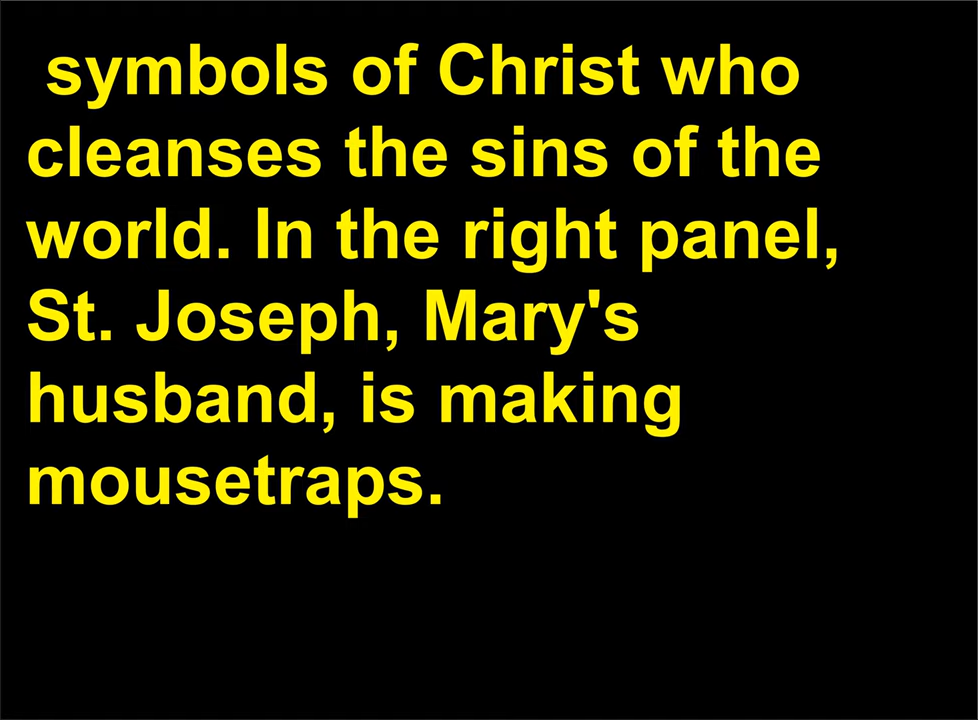 symbols of Christ who
cleanses the sins of the
world. In the right panel,
St. Joseph, Mary's
husband, is making
mousetraps.